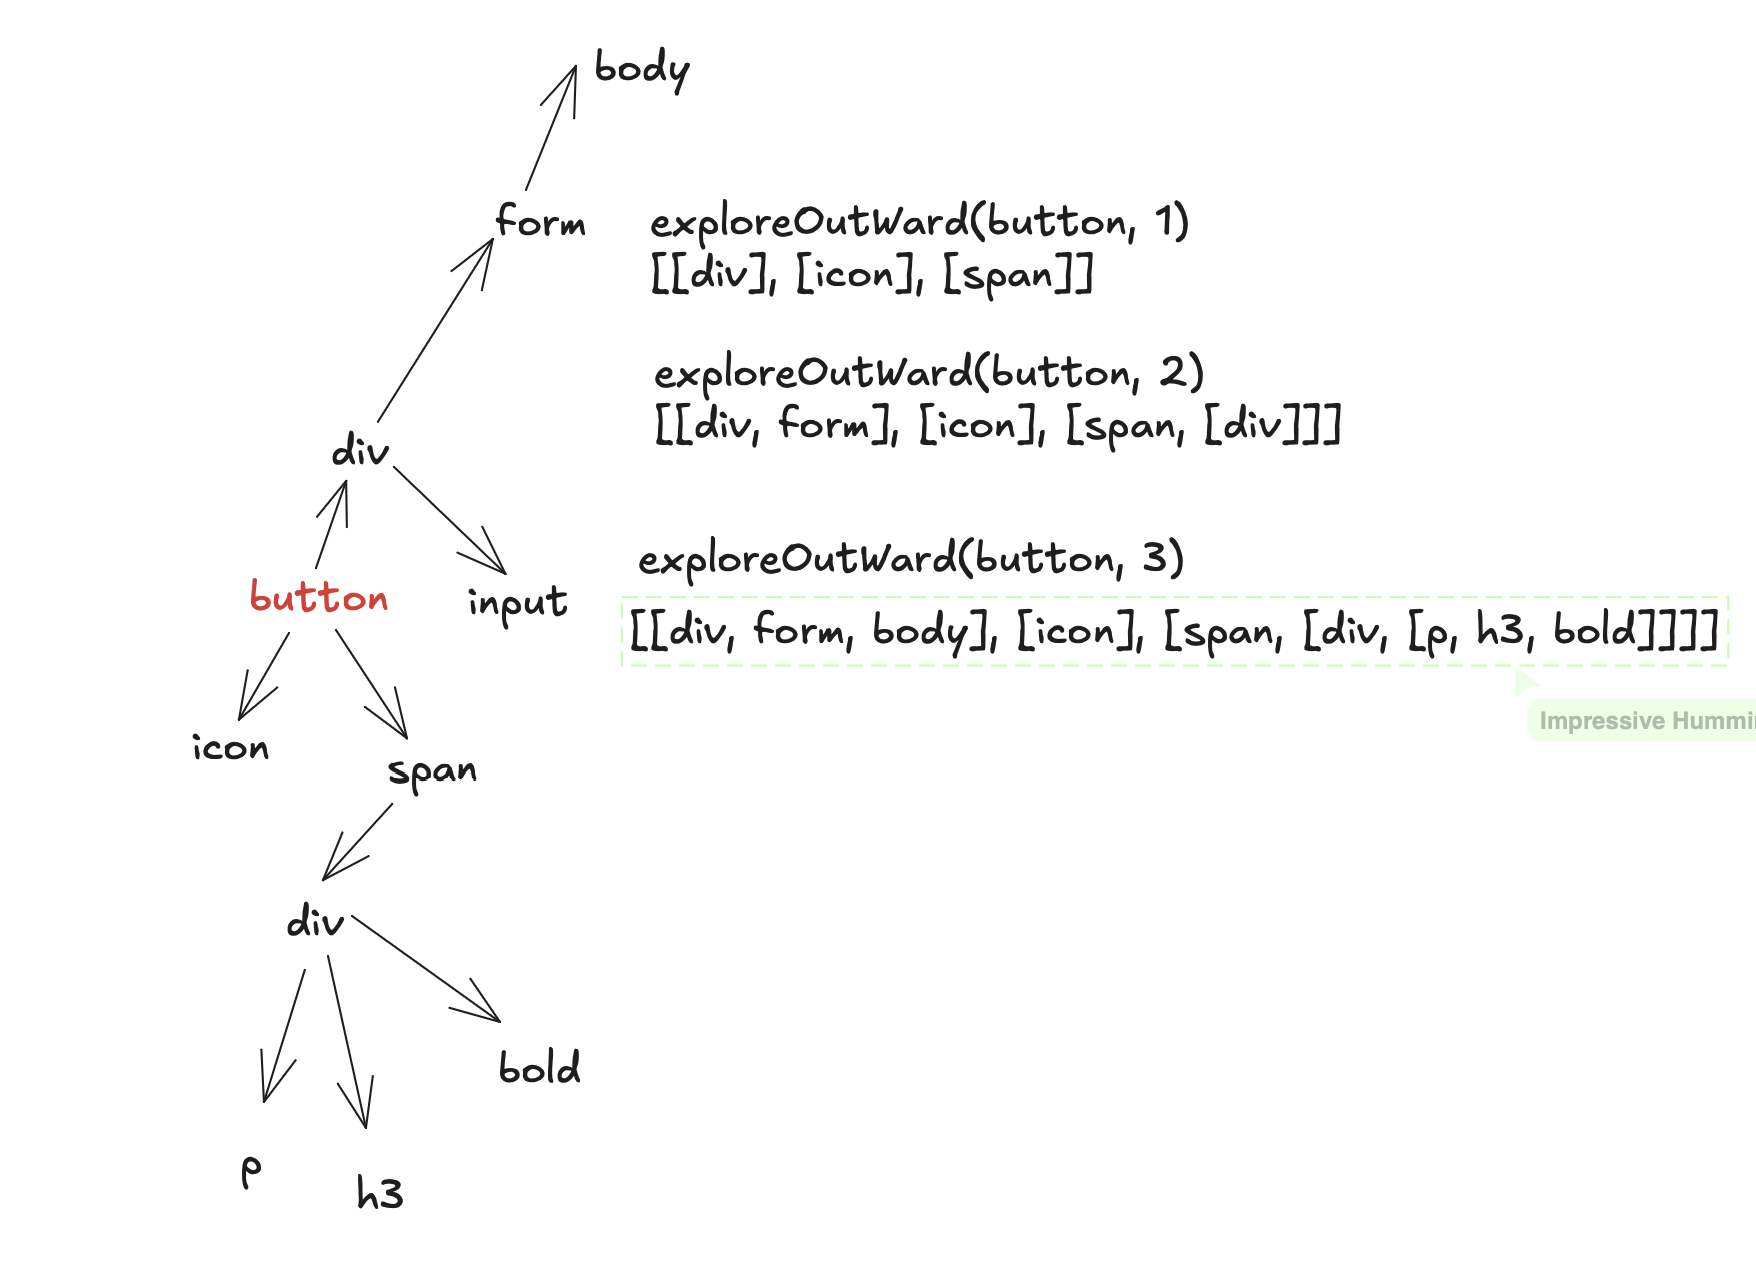 body
form
exploreOutWard(button, 1)
[[div], [icon], [span]]
exploreOutWard(button, 2)
[[div, form], [icon], [span, [div]]]
div
exploreOutWard(button, 3)
button
input
[[div, form, body], [icon], [span, [div, [p, h3, bold]]]]
Impressive
icon
span
div
bold
p
h3